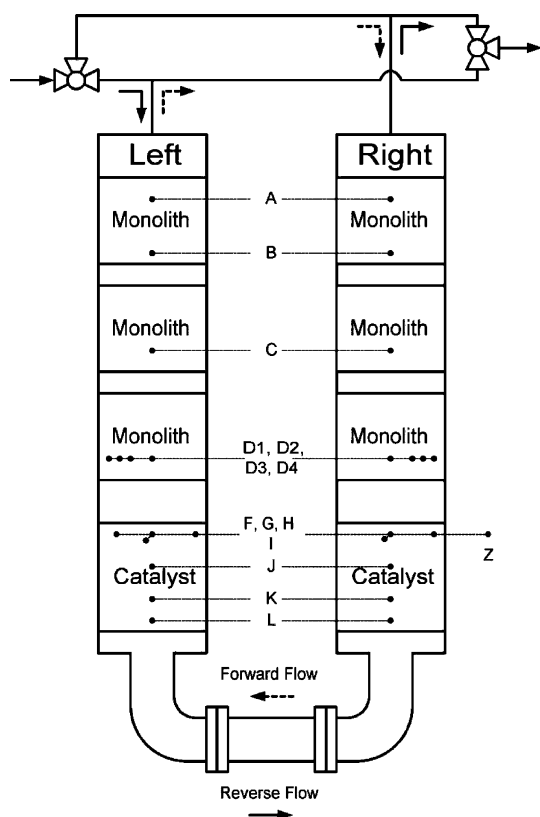 Left
Right
Monolith
A
Monolith
B
Monolith
C
Monolith
Monolith
D1, D2,
D3, D4
Monolith
F, G, H
I
Z
J
Catalyst
Catalyst
K
L
Forward Flow
Reverse Flow